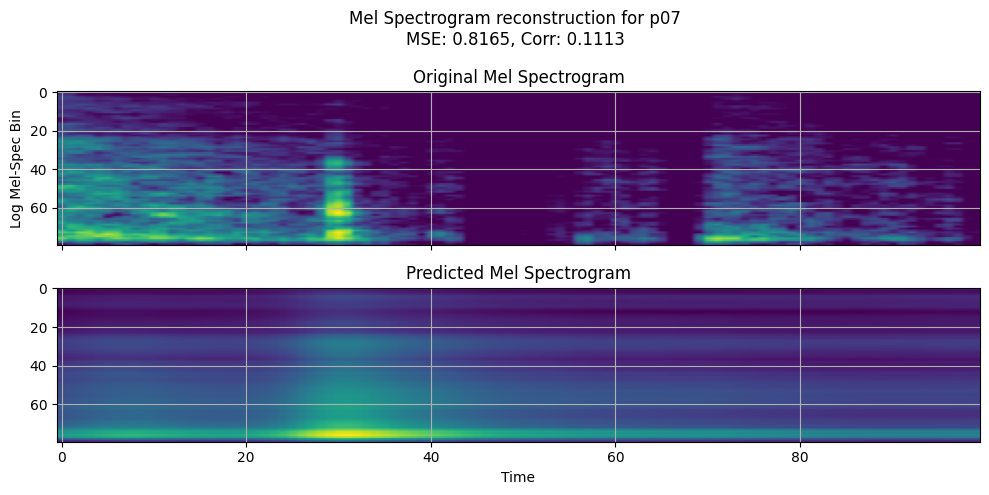 Mel Spectrogram reconstruction for p07
MSE: 0.8165, Corr: 0.1113
Original Mel Spectrogram
0
20
40
60
Log Mel-Spec Bin
Predicted Mel Spectrogram
0
20
40
60
0 20 40 60 80
Time